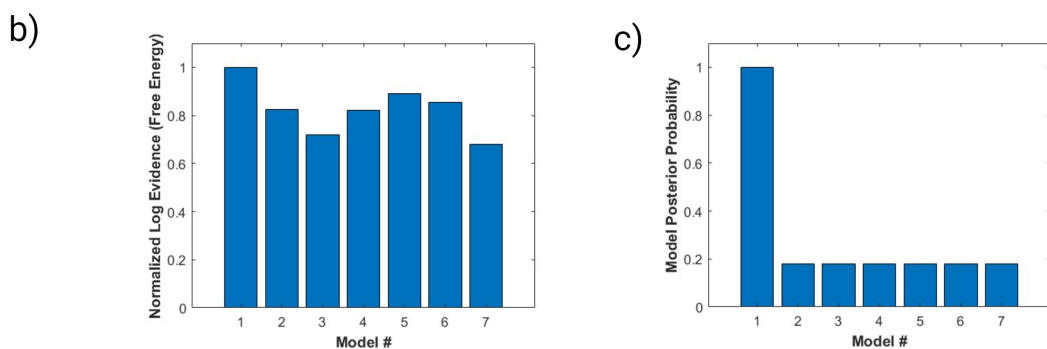 b)
Normalized Log Evidence (Free Energy)
1
0.8
0.6
0.4
0.2
0
1 2 3 4 5 6 7
Model #
c)
Model Posterior Probability
1
0.8
0.6
0.4
0.2
0
1 2 3 4 5 6 7
Model #